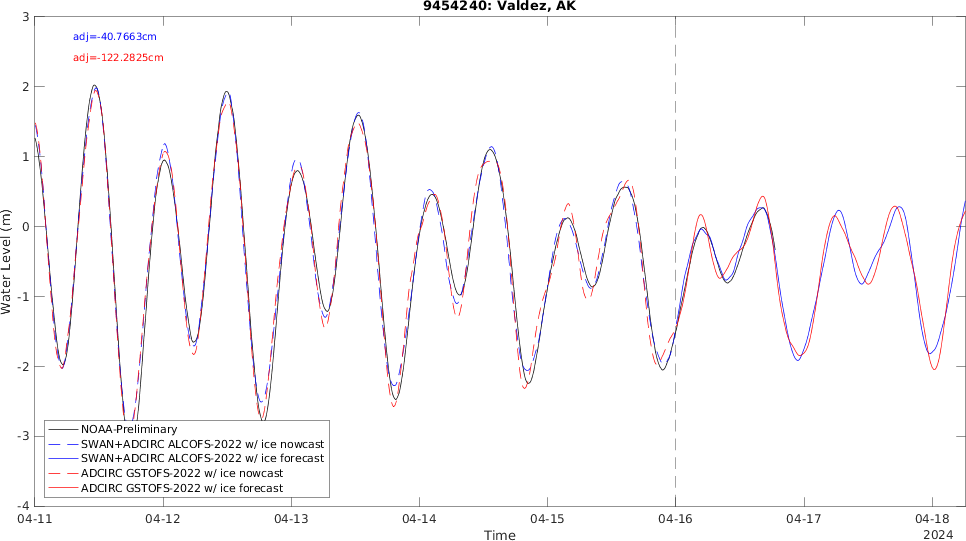 9454240: Valdez, AK
adj=-40.7663cm
adj=-122.2825cm
Water Level (m)
3
2
1
0
-1
-2
-3
-4
NOAA-Preliminary
SWAN+ADCIRC ALCOFS-2022 w/ ice nowcast
SWAN+ADCIRC ALCOFS-2022 w/ ice forecast
ADCIRC GSTOFS-2022 w/ ice nowcast
ADCIRC GSTOFS-2022 w/ ice forecast
04-11 04-12 04-13 04-14 04-15 04-16 04-17 04-18
Time
2024